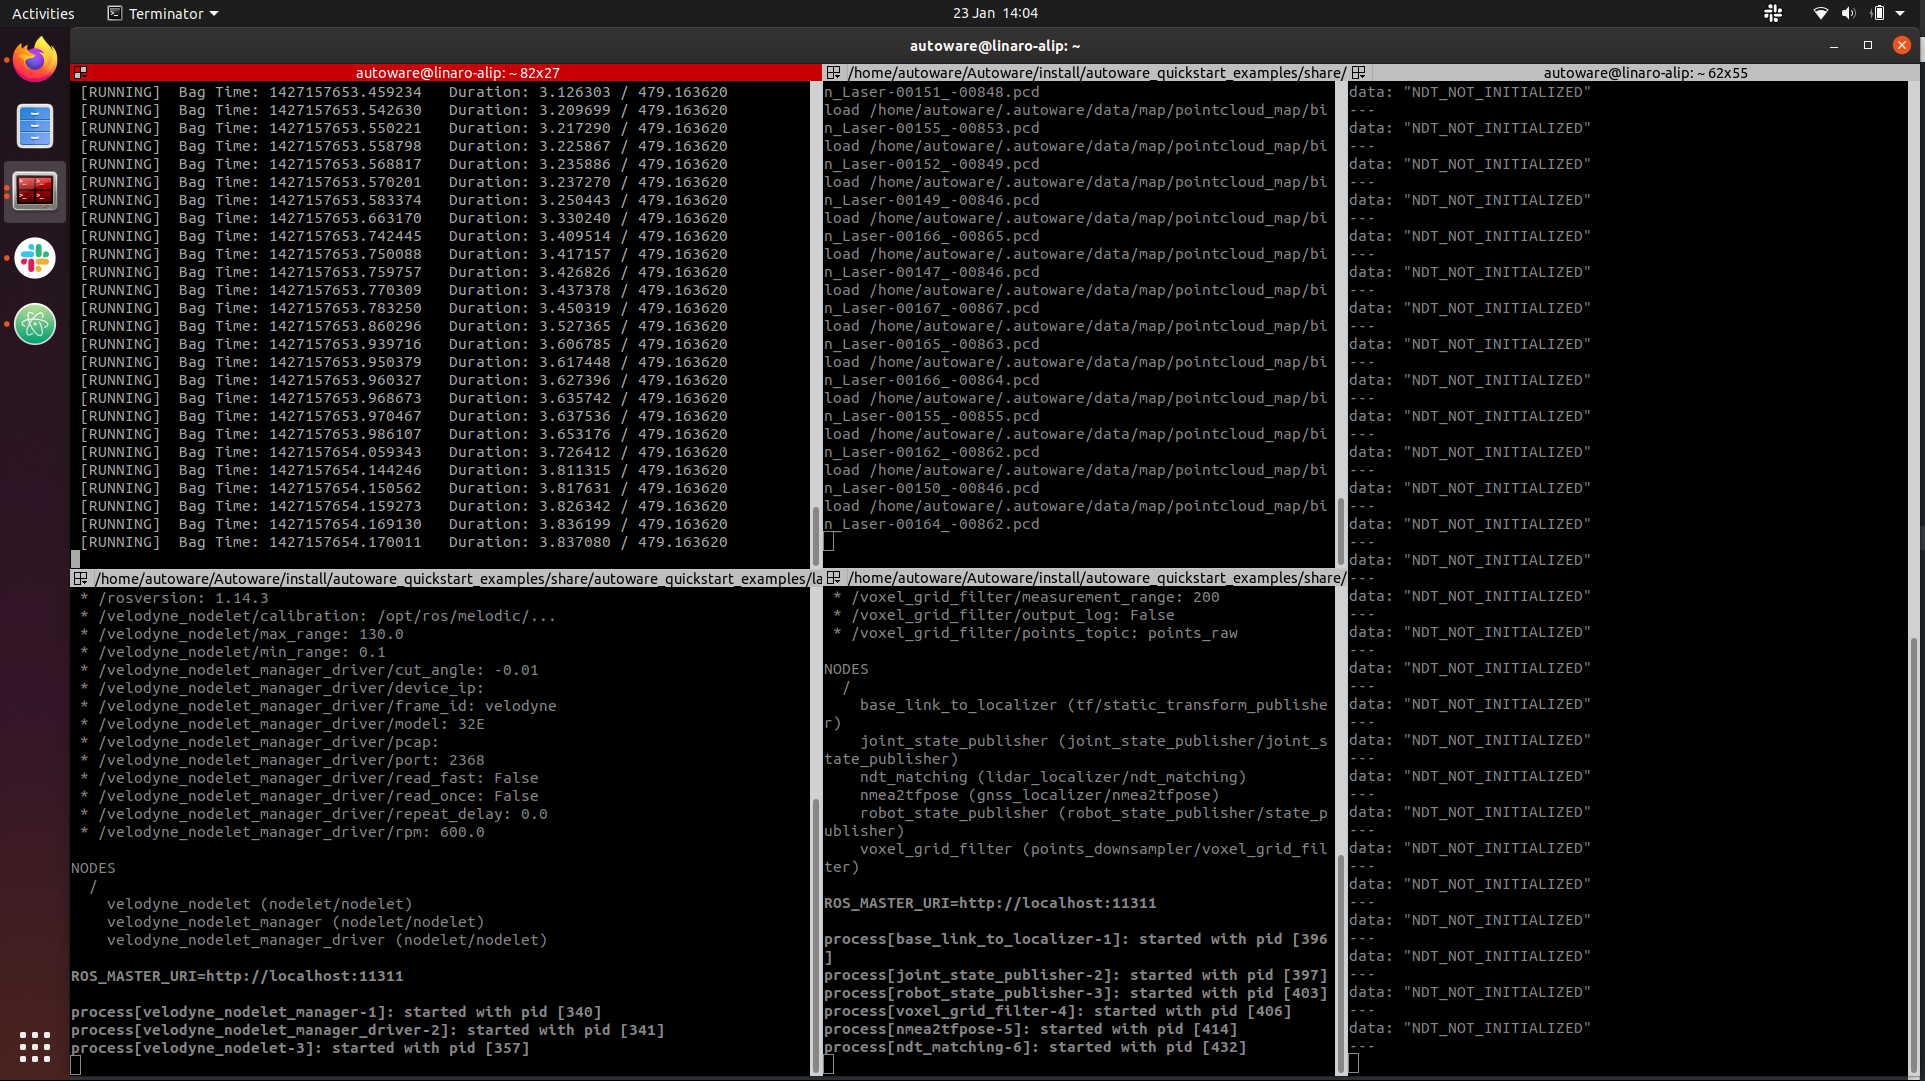 Activities
Terminator
23 Jan 14:04
autoware@linaro-alip: ~
autoware@linaro-alip: ~ 82x27
[RUNNING]  Bag Time: 1427157653.459234   Duration: 3.126303 / 479.163620
[RUNNING]  Bag Time: 1427157653.542630   Duration: 3.209699 / 479.163620
[RUNNING]  Bag Time: 1427157653.550221   Duration: 3.217290 / 479.163620
[RUNNING]  Bag Time: 1427157653.558798   Duration: 3.225867 / 479.163620
[RUNNING]  Bag Time: 1427157653.568817   Duration: 3.235886 / 479.163620
[RUNNING]  Bag Time: 1427157653.570201   Duration: 3.237270 / 479.163620
[RUNNING]  Bag Time: 1427157653.583374   Duration: 3.250443 / 479.163620
[RUNNING]  Bag Time: 1427157653.663170   Duration: 3.330240 / 479.163620
[RUNNING]  Bag Time: 1427157653.742445   Duration: 3.409514 / 479.163620
[RUNNING]  Bag Time: 1427157653.750088   Duration: 3.417157 / 479.163620
[RUNNING]  Bag Time: 1427157653.759757   Duration: 3.426826 / 479.163620
[RUNNING]  Bag Time: 1427157653.770309   Duration: 3.437378 / 479.163620
[RUNNING]  Bag Time: 1427157653.783250   Duration: 3.450319 / 479.163620
[RUNNING]  Bag Time: 1427157653.860296   Duration: 3.527365 / 479.163620
[RUNNING]  Bag Time: 1427157653.939716   Duration: 3.606785 / 479.163620
[RUNNING]  Bag Time: 1427157653.950379   Duration: 3.617448 / 479.163620
[RUNNING]  Bag Time: 1427157653.960327   Duration: 3.627396 / 479.163620
[RUNNING]  Bag Time: 1427157653.968673   Duration: 3.635742 / 479.163620
[RUNNING]  Bag Time: 1427157653.970467   Duration: 3.637536 / 479.163620
[RUNNING]  Bag Time: 1427157653.986107   Duration: 3.653176 / 479.163620
[RUNNING]  Bag Time: 1427157654.059343   Duration: 3.726412 / 479.163620
[RUNNING]  Bag Time: 1427157654.144246   Duration: 3.811315 / 479.163620
[RUNNING]  Bag Time: 1427157654.150562   Duration: 3.817631 / 479.163620
[RUNNING]  Bag Time: 1427157654.159273   Duration: 3.826342 / 479.163620
[RUNNING]  Bag Time: 1427157654.169130   Duration: 3.836199 / 479.163620
[RUNNING]  Bag Time: 1427157654.170011   Duration: 3.837080 / 479.163620
/home/autoware/Autoware/install/autoware_quickstart_examples/share/autoware_quickstart_examples/la
* /rosversion: 1.14.3
* /velodyne_nodelet/calibration: /opt/ros/melodic/...
* /velodyne_nodelet/max_range: 130.0
* /velodyne_nodelet/min_range: 0.1
* /velodyne_nodelet_manager_driver/cut_angle: -0.01
* /velodyne_nodelet_manager_driver/device_ip:
* /velodyne_nodelet_manager_driver/frame_id: velodyne
* /velodyne_nodelet_manager_driver/model: 32E
* /velodyne_nodelet_manager_driver/pcap:
* /velodyne_nodelet_manager_driver/port: 2368
* /velodyne_nodelet_manager_driver/read_fast: False
* /velodyne_nodelet_manager_driver/read_once: False
* /velodyne_nodelet_manager_driver/repeat_delay: 0.0
* /velodyne_nodelet_manager_driver/rpm: 600.0
NODES
/
velodyne_nodelet (nodelet/nodelet)
velodyne_nodelet_manager (nodelet/nodelet)
velodyne_nodelet_manager_driver (nodelet/nodelet)
ROS_MASTER_URI=http://localhost:11311
process[velodyne_nodelet_manager-1]: started with pid [340]
process[velodyne_nodelet_manager_driver-2]: started with pid [341]
process[velodyne_nodelet-3]: started with pid [357]
/home/autoware/Autoware/install/autoware_quickstart_examples/share/
n_Laser-00151_-00848.pcd
load /home/autoware/.autoware/data/map/pointcloud_map/bi
n_Laser-00155_-00853.pcd
load /home/autoware/.autoware/data/map/pointcloud_map/bi
n_Laser-00152_-00849.pcd
load /home/autoware/.autoware/data/map/pointcloud_map/bi
n_Laser-00149_-00846.pcd
load /home/autoware/.autoware/data/map/pointcloud_map/bi
n_Laser-00166_-00865.pcd
load /home/autoware/.autoware/data/map/pointcloud_map/bi
n_Laser-00147_-00846.pcd
load /home/autoware/.autoware/data/map/pointcloud_map/bi
n_Laser-00167_-00867.pcd
load /home/autoware/.autoware/data/map/pointcloud_map/bi
n_Laser-00165_-00863.pcd
load /home/autoware/.autoware/data/map/pointcloud_map/bi
n_Laser-00166_-00864.pcd
load /home/autoware/.autoware/data/map/pointcloud_map/bi
n_Laser-00155_-00855.pcd
load /home/autoware/.autoware/data/map/pointcloud_map/bi
n_Laser-00162_-00862.pcd
load /home/autoware/.autoware/data/map/pointcloud_map/bi
n_Laser-00150_-00846.pcd
load /home/autoware/.autoware/data/map/pointcloud_map/bi
n_Laser-00164_-00862.pcd
/home/autoware/Autoware/install/autoware_quickstart_examples/share/
* /voxel_grid_filter/measurement_range: 200
* /voxel_grid_filter/output_log: False
* /voxel_grid_filter/points_topic: points_raw
NODES
/
base_link_to_localizer (tf/static_transform_publishe
r)
joint_state_publisher (joint_state_publisher/joint_s
tate_publisher)
ndt_matching (lidar_localizer/ndt_matching)
nmea2tfpose (gnss_localizer/nmea2tfpose)
robot_state_publisher (robot_state_publisher/state_p
ublisher)
voxel_grid_filter (points_downsampler/voxel_grid_fil
ter)
ROS_MASTER_URI=http://localhost:11311
process[base_link_to_localizer-1]: started with pid [396
]
process[joint_state_publisher-2]: started with pid [397]
process[robot_state_publisher-3]: started with pid [403]
process[voxel_grid_filter-4]: started with pid [406]
process[nmea2tfpose-5]: started with pid [414]
process[ndt_matching-6]: started with pid [432]
autoware@linaro-alip: ~ 62x55
data: "NDT_NOT_INITIALIZED"
---
data: "NDT_NOT_INITIALIZED"
---
data: "NDT_NOT_INITIALIZED"
---
data: "NDT_NOT_INITIALIZED"
---
data: "NDT_NOT_INITIALIZED"
---
data: "NDT_NOT_INITIALIZED"
---
data: "NDT_NOT_INITIALIZED"
---
data: "NDT_NOT_INITIALIZED"
---
data: "NDT_NOT_INITIALIZED"
---
data: "NDT_NOT_INITIALIZED"
---
data: "NDT_NOT_INITIALIZED"
---
data: "NDT_NOT_INITIALIZED"
---
data: "NDT_NOT_INITIALIZED"
---
data: "NDT_NOT_INITIALIZED"
---
data: "NDT_NOT_INITIALIZED"
---
data: "NDT_NOT_INITIALIZED"
---
data: "NDT_NOT_INITIALIZED"
---
data: "NDT_NOT_INITIALIZED"
---
data: "NDT_NOT_INITIALIZED"
---
data: "NDT_NOT_INITIALIZED"
---
data: "NDT_NOT_INITIALIZED"
---
data: "NDT_NOT_INITIALIZED"
---
data: "NDT_NOT_INITIALIZED"
---
data: "NDT_NOT_INITIALIZED"
---
data: "NDT_NOT_INITIALIZED"
---
data: "NDT_NOT_INITIALIZED"
---
data: "NDT_NOT_INITIALIZED"
---